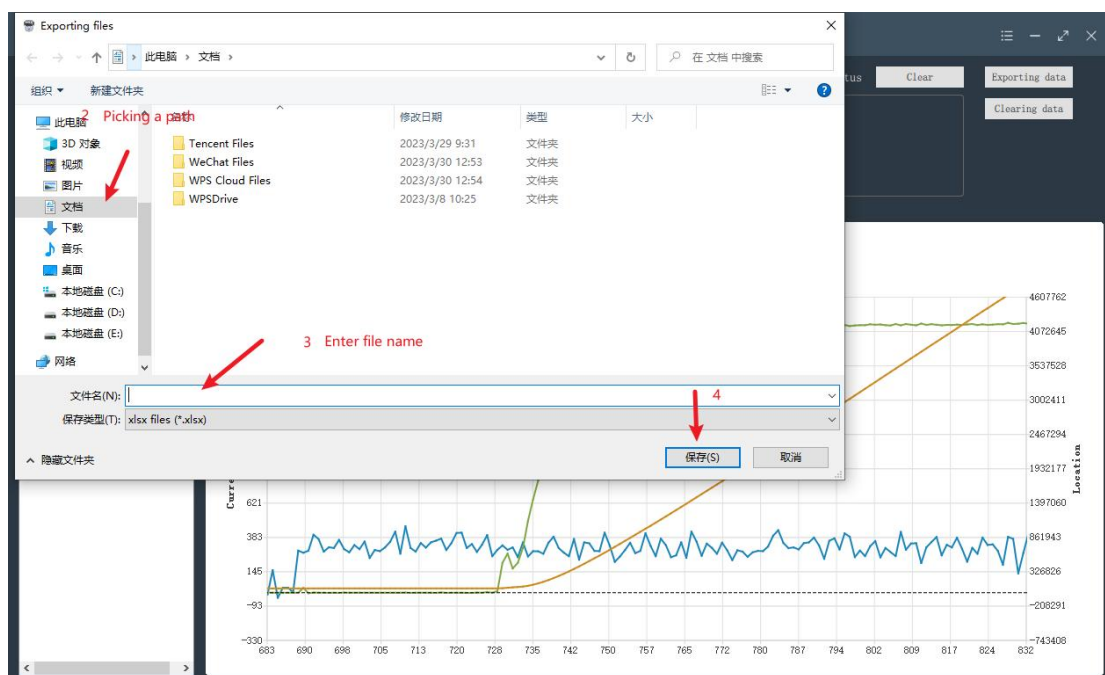 Exporting files
此电脑 › 文档 ›
在 文档 中搜索
tus Clear Exporting data
组织 新建文件夹
Clearing data
2 Picking a path
修改日期 类型 大小
此电脑
3D 对象
视频
图片
文档
下载
音乐
桌面
本地磁盘 (C:)
本地磁盘 (D:)
本地磁盘 (E:)
网络
Tencent Files 2023/3/29 9:31 文件夹
WeChat Files 2023/3/30 12:53 文件夹
WPS Cloud Files 2023/3/30 12:54 文件夹
WPSDrive 2023/3/8 10:25 文件夹
3 Enter file name
文件名(N):
4
保存类型(T): xlsx files (*.xlsx)
隐藏文件夹
保存(S) 取消
4607762
4072645
3537528
3002411
2467294
1932177
1397060
861943
326826
-208291
-743408
Location
Curre
621
383
145
-93
-330
683 690 698 705 713 720 728 735 742 750 757 765 772 780 787 794 802 809 817 824 832